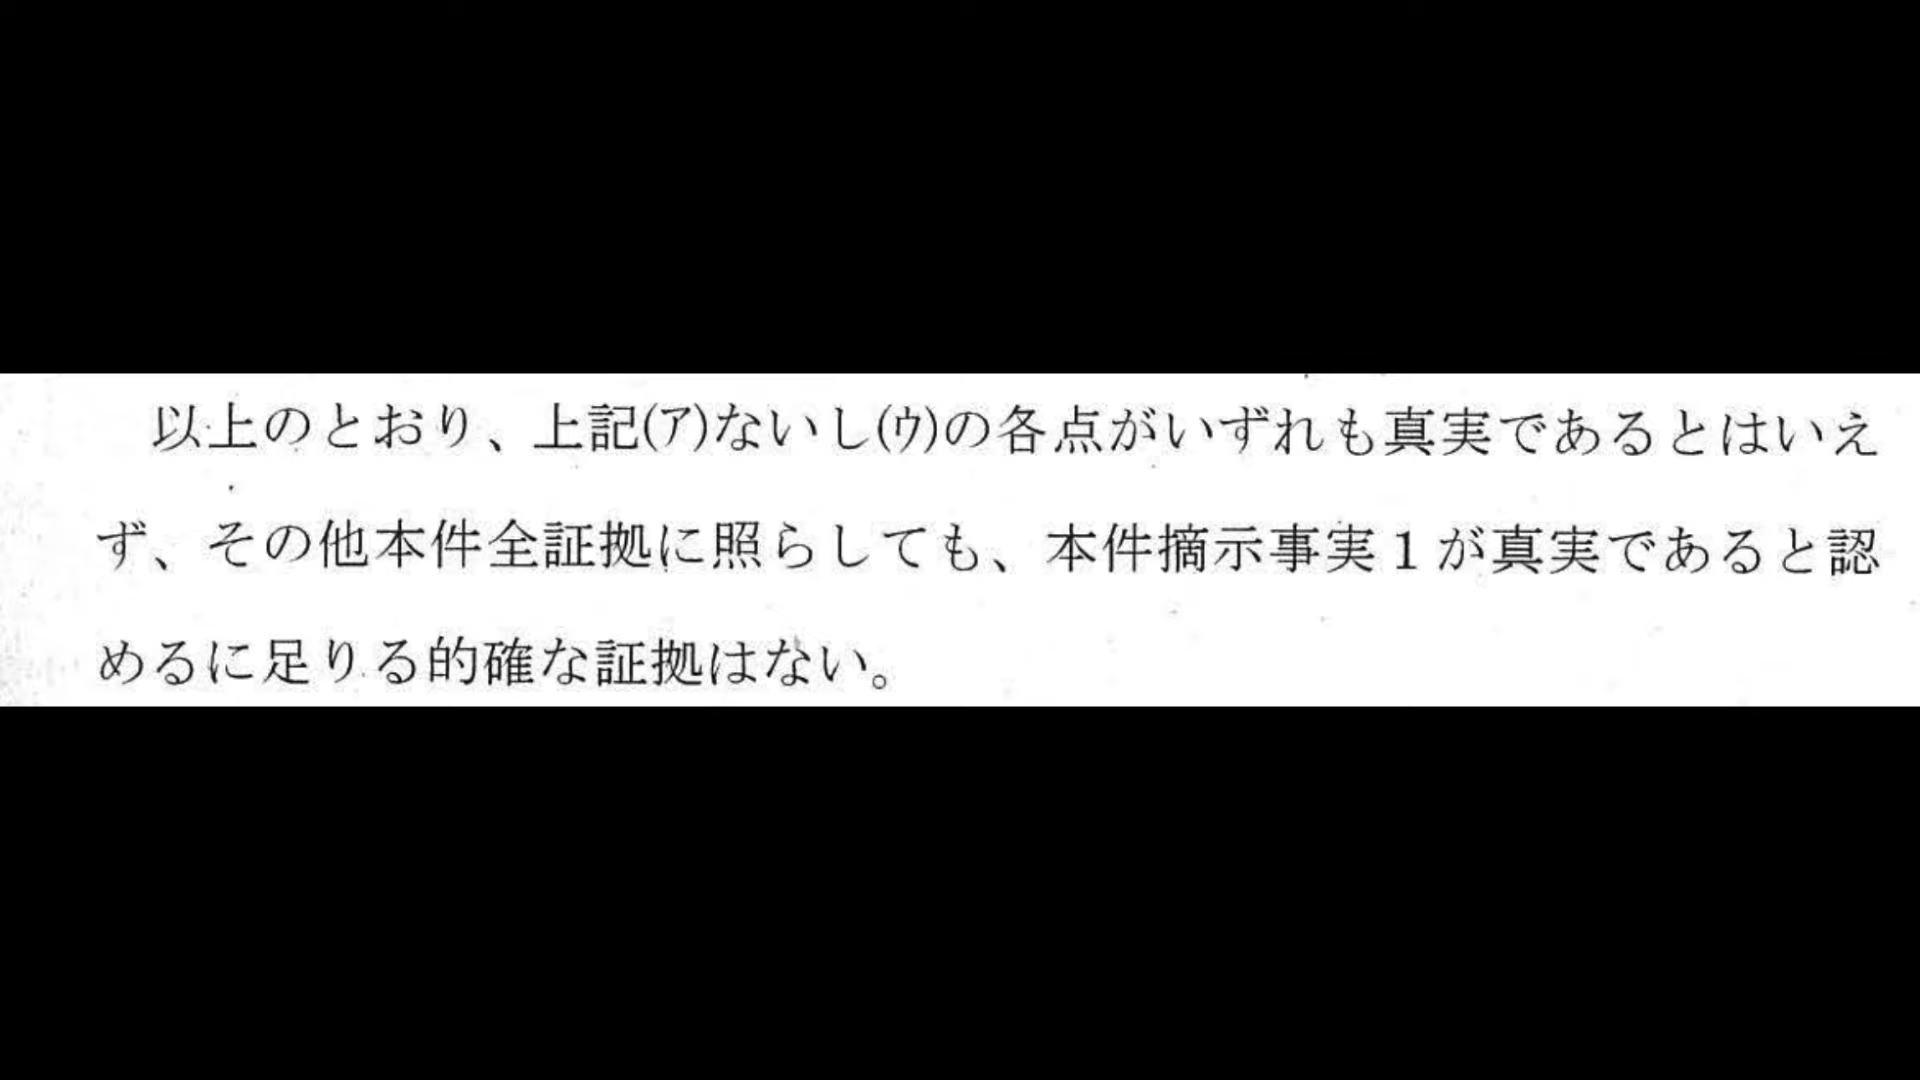 以上のとおり、上記(ア)ないし(ウ)の各点がいずれも真実であるとはいえ
ず、その他本件全証拠に照らしても、本件摘示事実1が真実であると認
めるに足りる的確な証拠はない。